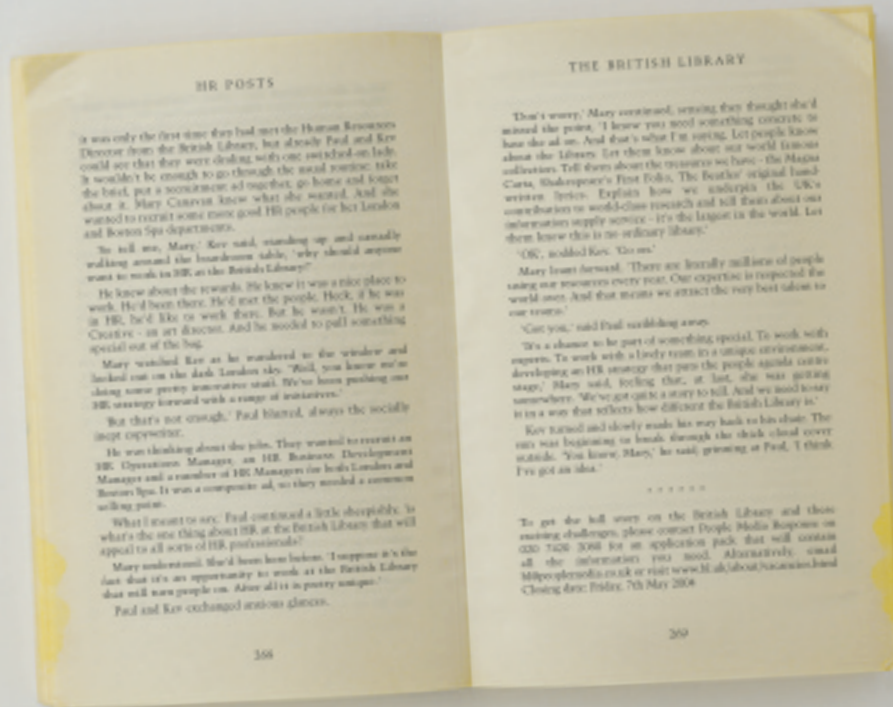 HR POSTS
it was only the first time they had met the Human Resources
Director from the British Library, but already Paul and Kev
could see that they were dealing with one switched-on lady.
It wouldn't be enough to go through the usual routine: take
the brief, put a recruitment ad together, go home and forget
about it. Mary Canavan knew what she wanted. And she
wanted to recruit some more good HR people for her London
and Boston Spa departments.
'So tell me, Mary,' Kev said, standing up and casually
walking around the boardroom table, 'why should anyone
want to work in HR at the British Library?'
He knew about the rewards. He knew it was a nice place to
work. He'd been there. He'd met the people. Heck, if he was
in HR, he'd like to work there. But he wasn't. He was a
Creative - an art director. And he needed to pull something
special out of the bag.
Mary watched Kev as he wandered to the window and
looked out on the dark London sky. 'Well, you know we're
doing some pretty innovative stuff. We've been pushing our
HR strategy forward with a range of initiatives.'
'But that's not enough,' Paul blurted, always the socially
inept copywriter.
He was thinking about the jobs. They wanted to recruit an
HR Operations Manager, an HR Business Development
Manager and a number of HR Managers for both London and
Boston Spa. It was a composite ad, so they needed a common
selling point.
'What I meant to say,' Paul continued a little sheepishly, 'is
what's the one thing about HR at the British Library that will
appeal to all sorts of HR professionals?'
Mary understood. She'd been here before. 'I suppose it's the
fact that it's an opportunity to work at the British Library
that will turn people on. After all it is pretty unique.'
Paul and Kev exchanged anxious glances.
268
THE BRITISH LIBRARY
'Don't worry,' Mary continued, sensing they thought she'd
missed the point, 'I know you need something concrete to
base the ad on. And that's what I'm saying. Let people know
about the Library. Let them know about our world famous
collection. Tell them about the treasures we have - the Magna
Carta, Shakespeare's First Folio, The Beatles' original hand-
written lyrics. Explain how we underpin the UK's
contribution to world-class research and tell them about our
information supply service - it's the largest in the world. Let
them know this is no ordinary library.'
'OK', nodded Kev. 'Go on.'
Mary leant forward. 'There are literally millions of people
using our resources every year. Our expertise is respected the
world over. And that means we attract the very best talent to
our teams.'
'Got you,' said Paul scribbling away.
'It's a chance to be part of something special. To work with
experts. To work with a lively team in a unique environment,
developing an HR strategy that puts the people agenda centre
stage,' Mary said, feeling that, at last, she was getting
somewhere. 'We've got quite a story to tell. And we need to say
it in a way that reflects how different the British Library is.'
Kev turned and slowly made his way back to his chair. The
sun was beginning to break through the thick cloud cover
outside. 'You know, Mary,' he said, grinning at Paul, 'I think
I've got an idea.'
* * * * * *
To get the full story on the British Library and these
exciting challenges, please contact People Media Response on
for an application pack that will contain
all the information you need. Alternatively, email
or visit www.bl.uk/about/vacancies.html
Closing date: Friday, 7th May 2004
269